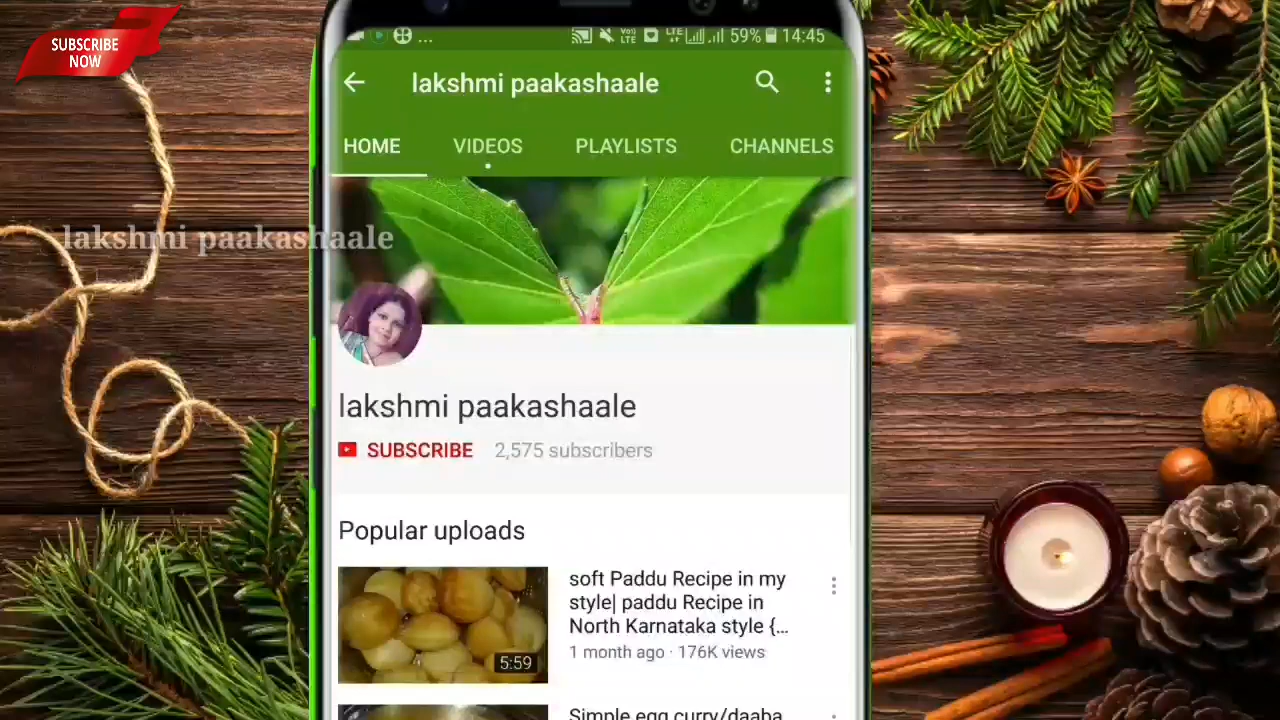 SUBSCRIBE
NOW
... 59% 14:45
lakshmi paakashaale
HOME VIDEOS PLAYLISTS CHANNELS
lakshmi paakashaale
lakshmi paakashaale
SUBSCRIBE 2,575 subscribers
Popular uploads
soft Paddu Recipe in my
style| paddu Recipe in
North Karnataka style {...
1 month ago · 176K views
5:59
Simple egg curry/daaba